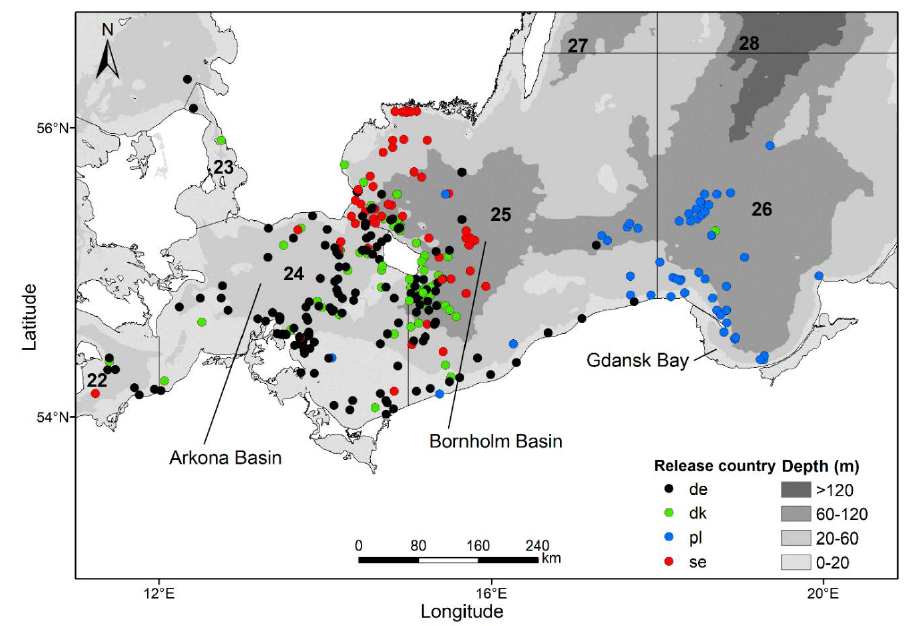 N
27
28
56°N
23
25
26
24
Latitude
22
Gdansk Bay
54°N
Bornholm Basin
Arkona Basin
Release country Depth (m)
de >120
dk 60-120
pl 20-60
se 0-20
0 80 160 240
km
12°E 16°E 20°E
Longitude